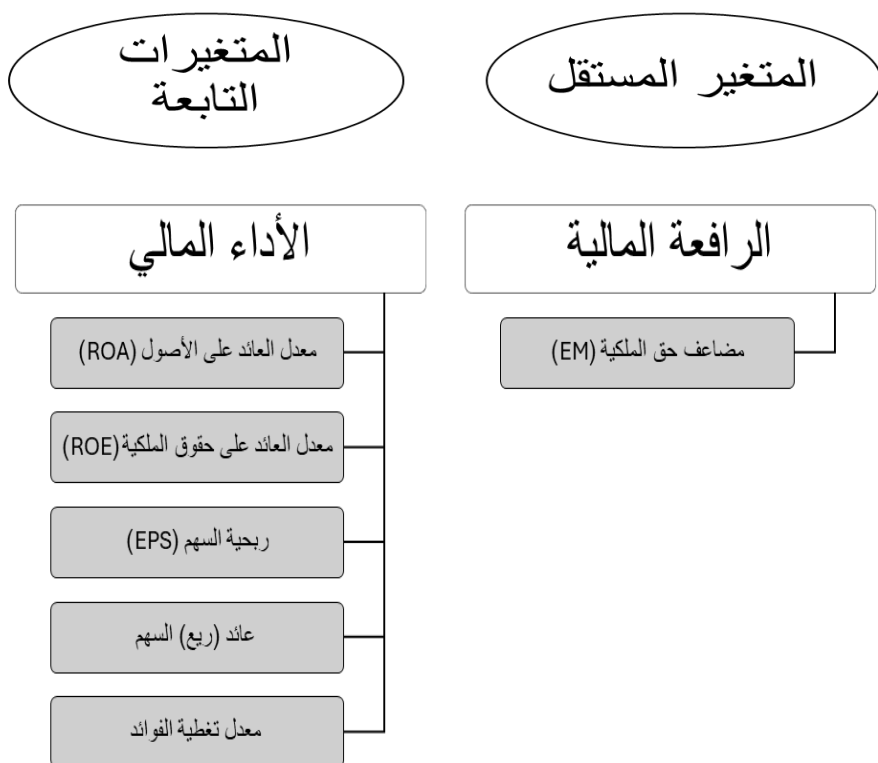 المتغير المستقل
المتغيرات
التابعة
الرافعة المالية
مضاعف حق الملكية (EM)
الأداء المالي
معدل العائد على الأصول (ROA)
معدل العائد على حقوق الملكية (ROE)
ربحية السهم (EPS)
عائد (ريع) السهم
معدل تغطية الفوائد